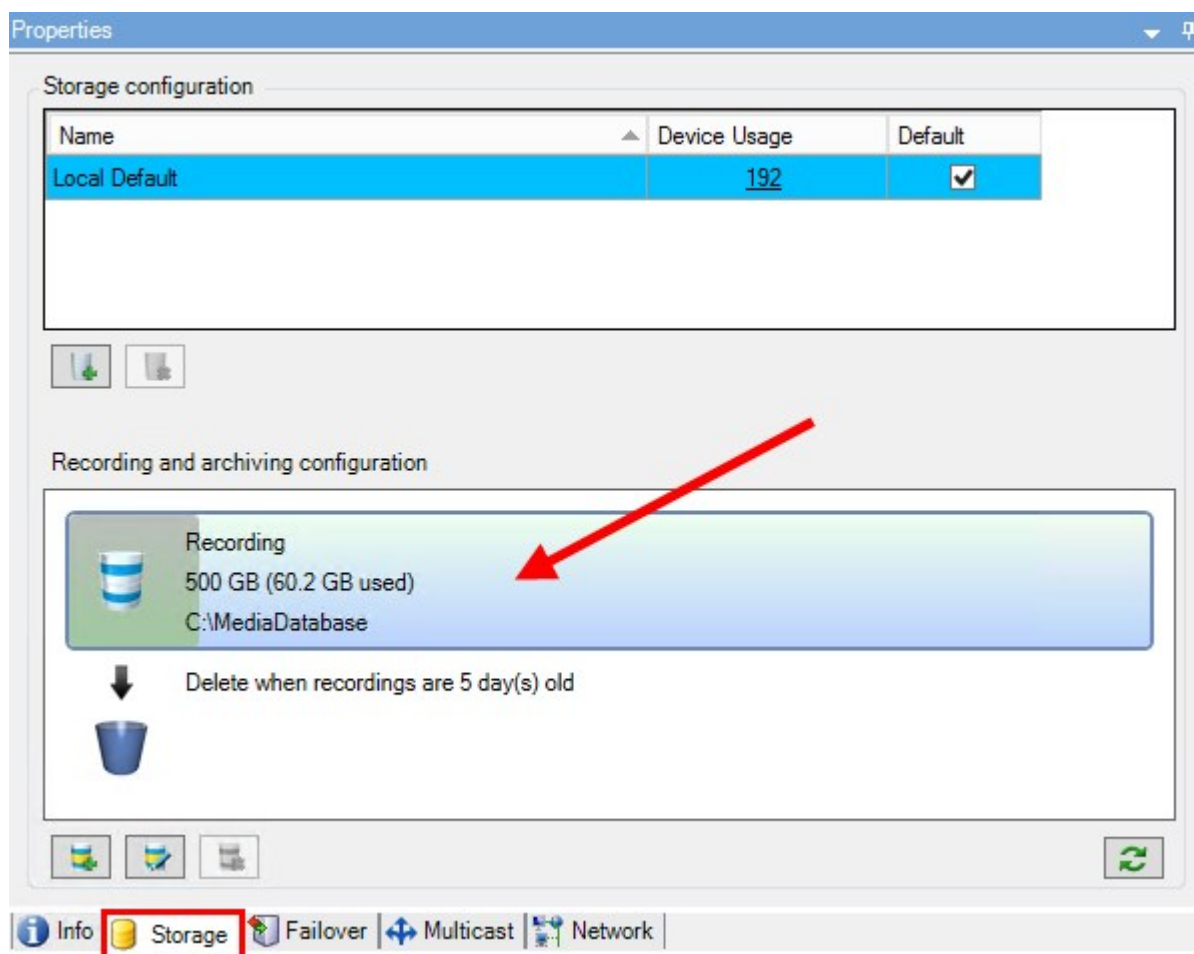 Properties
Storage configuration
Name Device Usage Default
Local Default 192
Recording and archiving configuration
Recording
500 GB (60.2 GB used)
C:\MediaDatabase
Delete when recordings are 5 day(s) old
Info Storage Failover Multicast Network